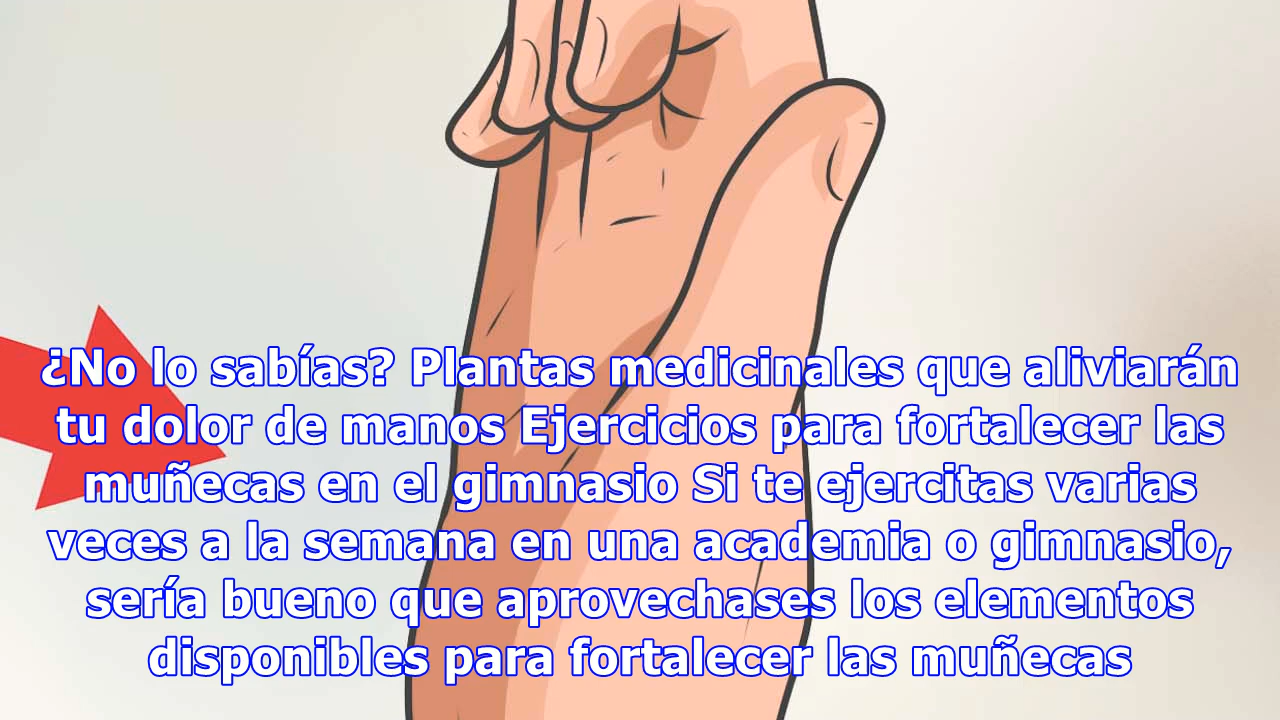 ¿No lo sabías? Plantas medicinales que aliviarán
tu dolor de manos Ejercicios para fortalecer las
muñecas en el gimnasio Si te ejercitas varias
veces a la semana en una academia o gimnasio,
sería bueno que aprovechases los elementos
disponibles para fortalecer las muñecas